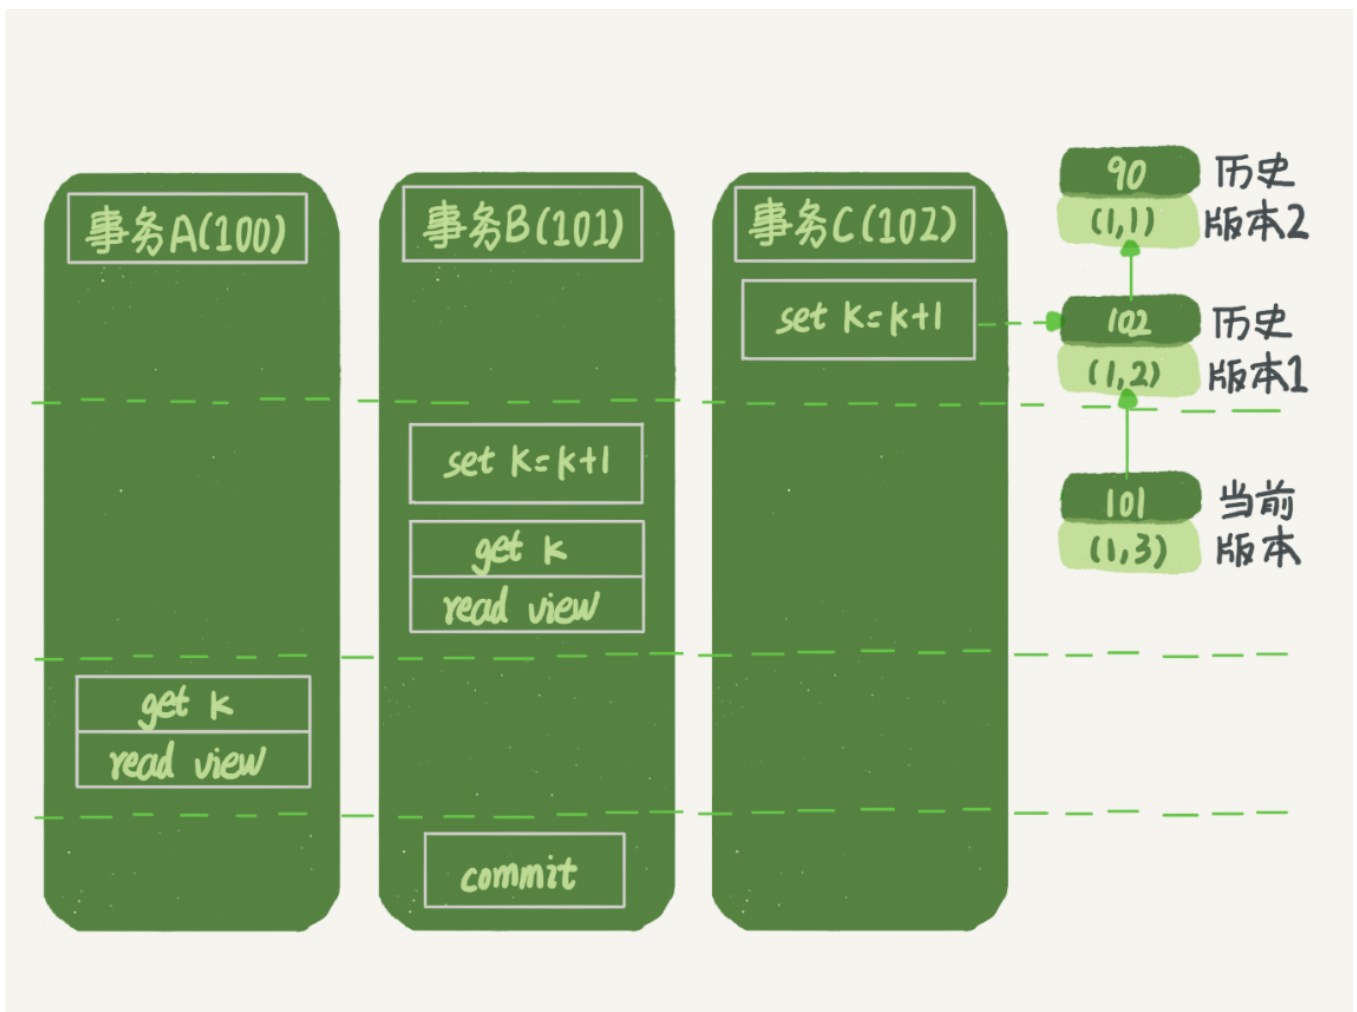 事务A(100)
get k
read view
事务B(101)
set k=k+1
get k
read view
commit
事务C(102)
set k=k+1
90
(1,1)
历史
版本2
102
(1,2)
历史
版本1
101
(1,3)
当前
版本